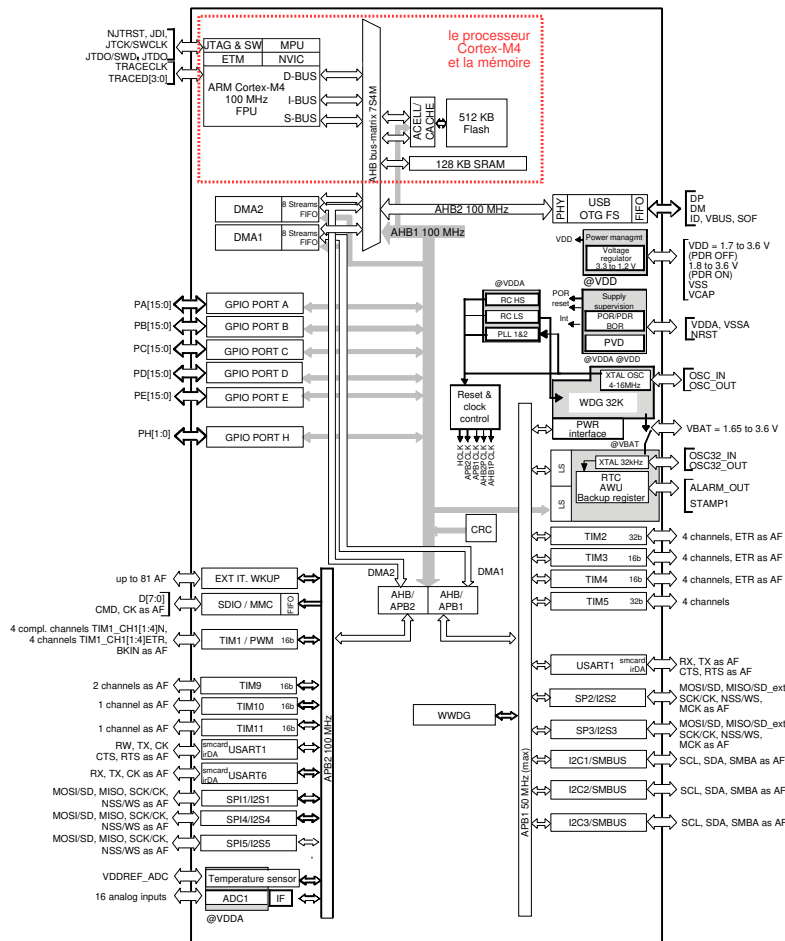 NJTRST, JDI,
JTCK/SWCLK
JTDO/SWD, JTDO
TRACECLK
TRACED[3:0]
JTAG & SW
MPU
ETM
NVIC
ARM Cortex-M4
100 MHz
FPU
D-BUS
I-BUS
S-BUS
AHB bus-matrix 7S4M
le processeur
Cortex-M4
et la mémoire
ACELL/
CACHE
512 KB
Flash
128 KB SRAM
DMA2
8 Streams
FIFO
DMA1
8 Streams
FIFO
AHB2 100 MHz
AHB1 100 MHz
PHY
USB
OTG FS
FIFO
DP
DM
ID, VBUS, SOF
VDD
Power managmt
Voltage
regulator
3.3 to 1.2 V
@VDD
VDD = 1.7 to 3.6 V
(PDR OFF)
1.8 to 3.6 V
(PDR ON)
VSS
VCAP
@VDDA
RC HS
RC LS
PLL 1&2
POR
reset
Int
Supply
supervision
POR/PDR
BOR
PVD
@VDDA @VDD
VDDA, VSSA
NRST
PA[15:0]
GPIO PORT A
PB[15:0]
GPIO PORT B
PC[15:0]
GPIO PORT C
PD[15:0]
GPIO PORT D
PE[15:0]
GPIO PORT E
PH[1:0]
GPIO PORT H
XTAL OSC
4-16MHz
WDG 32K
OSC_IN
OSC_OUT
Reset &
clock
control
HCLK
APB2CLK
APB1CLK
AHB2PCLK
AHB1PCLK
PWR
interface
@VBAT
VBAT = 1.65 to 3.6 V
LS
LS
XTAL 32kHz
RTC
AWU
Backup register
OSC32_IN
OSC32_OUT
ALARM_OUT
STAMP1
CRC
DMA2
DMA1
AHB/
APB2
AHB/
APB1
TIM2
32b
4 channels, ETR as AF
TIM3
16b
4 channels, ETR as AF
TIM4
16b
4 channels, ETR as AF
TIM5
32b
4 channels
up to 81 AF
EXT IT. WKUP
D[7:0]
CMD, CK as AF
SDIO / MMC
FIFO
4 compl. channels TIM1_CH1[1:4]N,
4 channels TIM1_CH1[1:4]ETR,
BKIN as AF
TIM1 / PWM
16b
2 channels as AF
TIM9
16b
1 channel as AF
TIM10
16b
1 channel as AF
TIM11
16b
RW, TX, CK
CTS, RTS as AF
smcard
irDA
USART1
RX, TX, CK as AF
smcard
irDA
USART6
MOSI/SD, MISO, SCK/CK,
NSS/WS as AF
SPI1/I2S1
MOSI/SD, MISO, SCK/CK,
NSS/WS as AF
SPI4/I2S4
MOSI/SD, MISO, SCK/CK,
NSS/WS as AF
SPI5/I2S5
VDDREF_ADC
Temperature sensor
16 analog inputs
ADC1
IF
@VDDA
APB2 100 MHz
WWDG
APB1 50 MHz (max)
USART1
smcard
irDA
RX, TX as AF
CTS, RTS as AF
SP2/I2S2
MOSI/SD, MISO/SD_ext
SCK/CK, NSS/WS,
MCK as AF
SP3/I2S3
MOSI/SD, MISO/SD_ext
SCK/CK, NSS/WS,
MCK as AF
I2C1/SMBUS
SCL, SDA, SMBA as AF
I2C2/SMBUS
SCL, SDA, SMBA as AF
I2C3/SMBUS
SCL, SDA, SMBA as AF